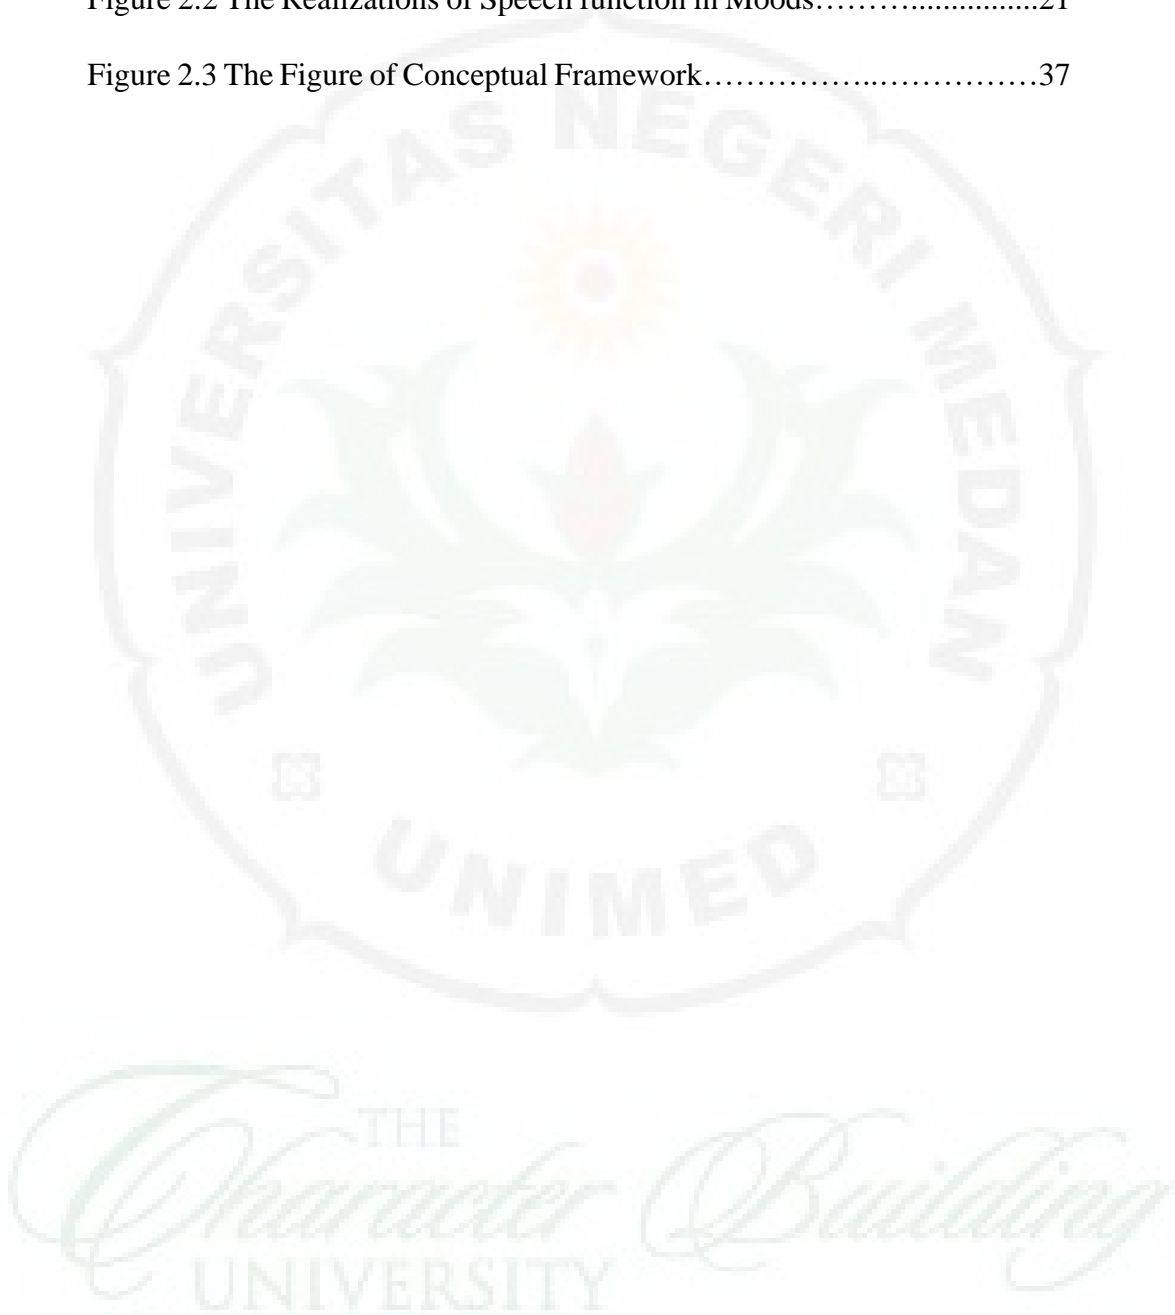 Figure 2.2 The Realizations of Speech function in Moods………................21
Figure 2.3 The Figure of Conceptual Framework……………..……………37
UNIVERSITAS NEGERI MEDAN
UNIMED
THE
Character Building
UNIVERSITY